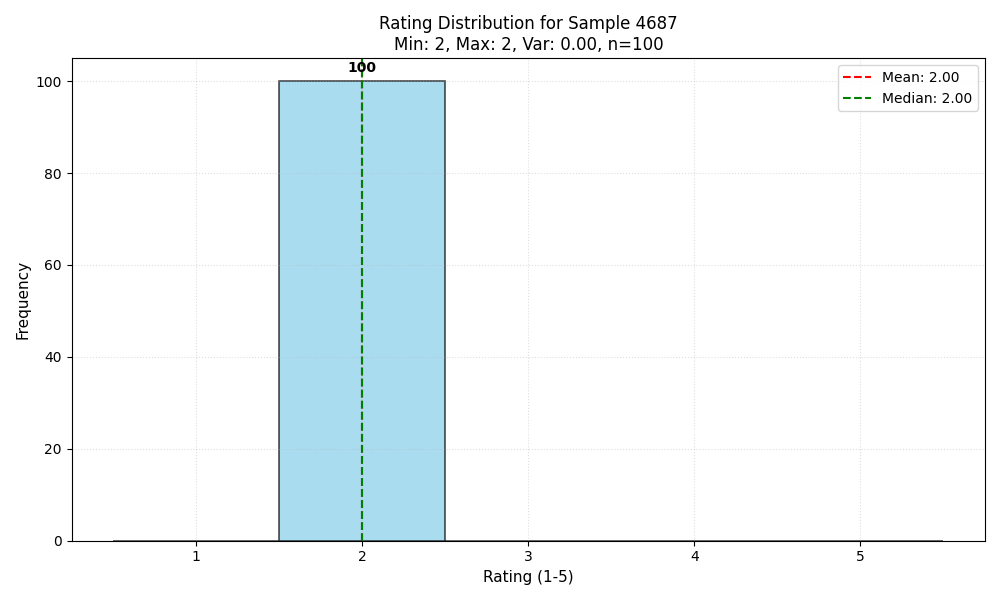 Rating Distribution for Sample 4687
Min: 2, Max: 2, Var: 0.00, n=100
100
Mean: 2.00
Median: 2.00
Frequency
100
80
60
40
20
0
1 2 3 4 5
Rating (1-5)